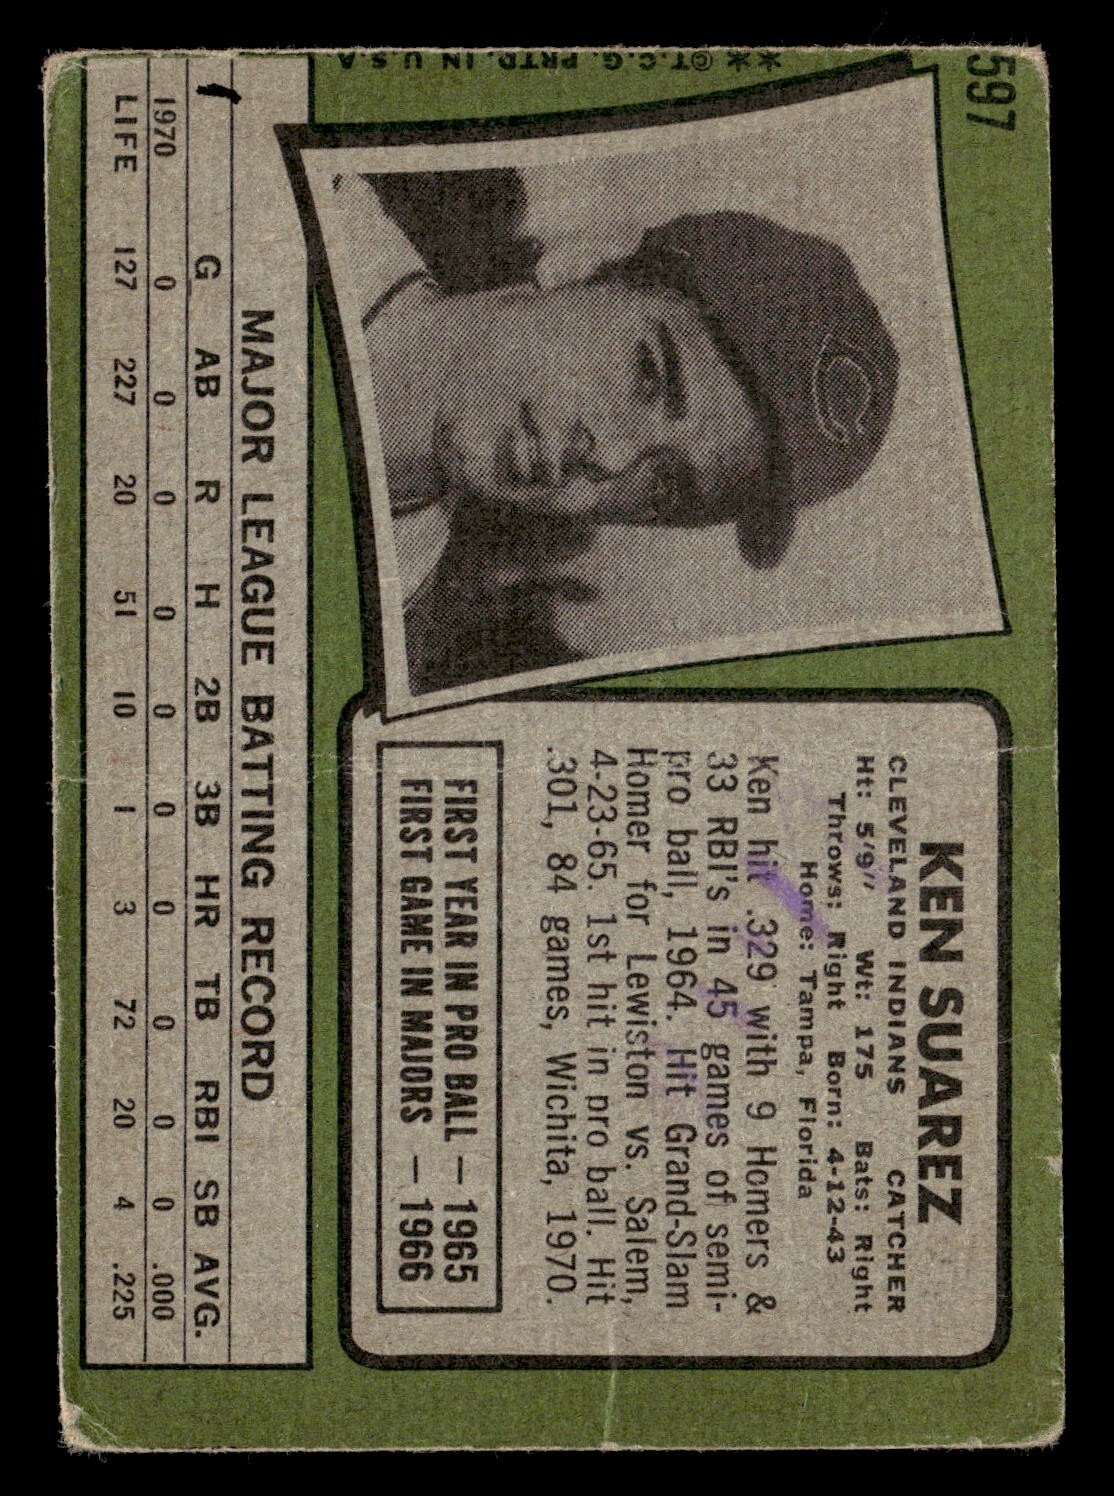 597
** ©T.C.G. PRTD. IN U.S.A.
KEN SUAREZ
CLEVELAND INDIANS CATCHER
Ht: 5'9" Wt: 175 Bats: Right
Throws: Right Born: 4-12-43
Home: Tampa, Florida
Ken hit .329 with 9 Homers &
33 RBI's in 45 games of semi-
pro ball, 1964. Hit Grand-Slam
Homer for Lewiston vs. Salem,
4-23-65. 1st hit in pro ball. Hit
.301, 84 games, Wichita, 1970.
FIRST YEAR IN PRO BALL — 1965
FIRST GAME IN MAJORS — 1966
MAJOR LEAGUE BATTING RECORD
G AB R H 2B 3B HR TB RBI SB AVG.
1970 0 0 0 0 0 0 0 0 0 0 .000
LIFE 127 227 20 51 10 1 3 72 20 4 .225
C